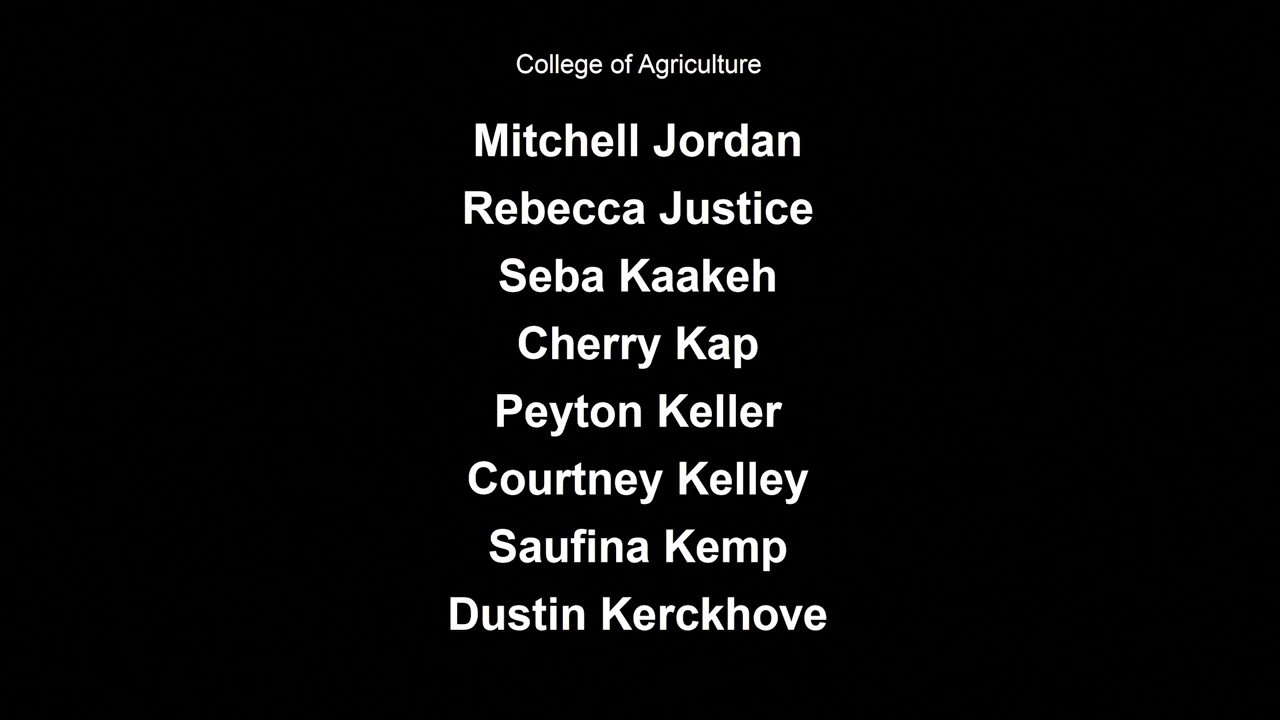 College of Agriculture
Mitchell Jordan
Rebecca Justice
Seba Kaakeh
Cherry Kap
Peyton Keller
Courtney Kelley
Saufina Kemp
Dustin Kerckhove